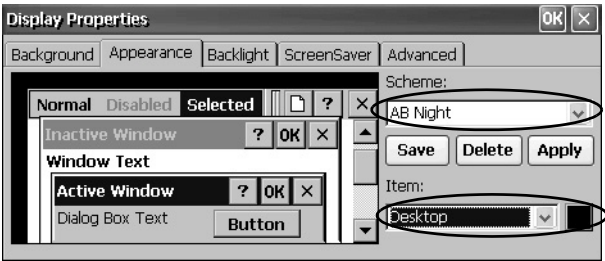 Display Properties OK ×
Background Appearance Backlight ScreenSaver Advanced
Scheme:
Normal Disabled Selected ? ×
AB Night
Inactive Window ? OK ×
Save Delete Apply
Window Text
Active Window ? OK ×
Item:
Dialog Box Text Button
Desktop